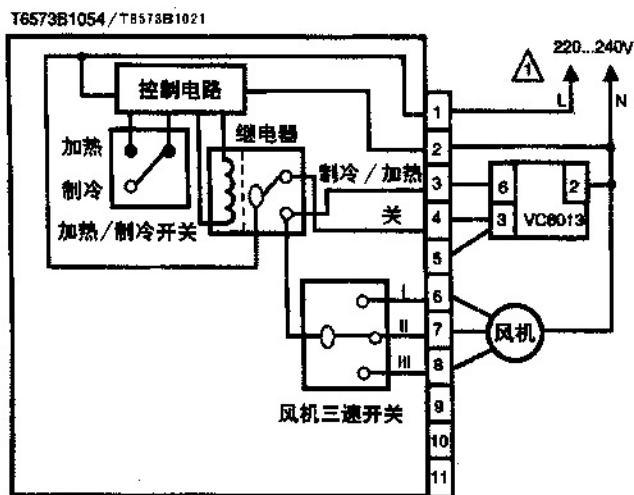 T6573B1054/T8573B1021
220...240V
1
L
N
控制电路
继电器
加热
制冷
加热/制冷开关
制冷/加热
关
1
2
3
4
5
6
7
8
9
10
11
6
2
3
VC6013
I
II
III
风机
风机三速开关